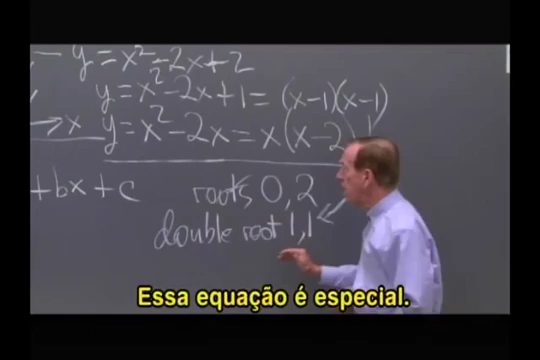 y = x² - 2x + 2
y = x² - 2x + 1 = (x - 1)(x - 1)
→ x y = x² - 2x = x(x - 2)
+ bx + c roots 0, 2
double root 1, 1
Essa equação é especial.